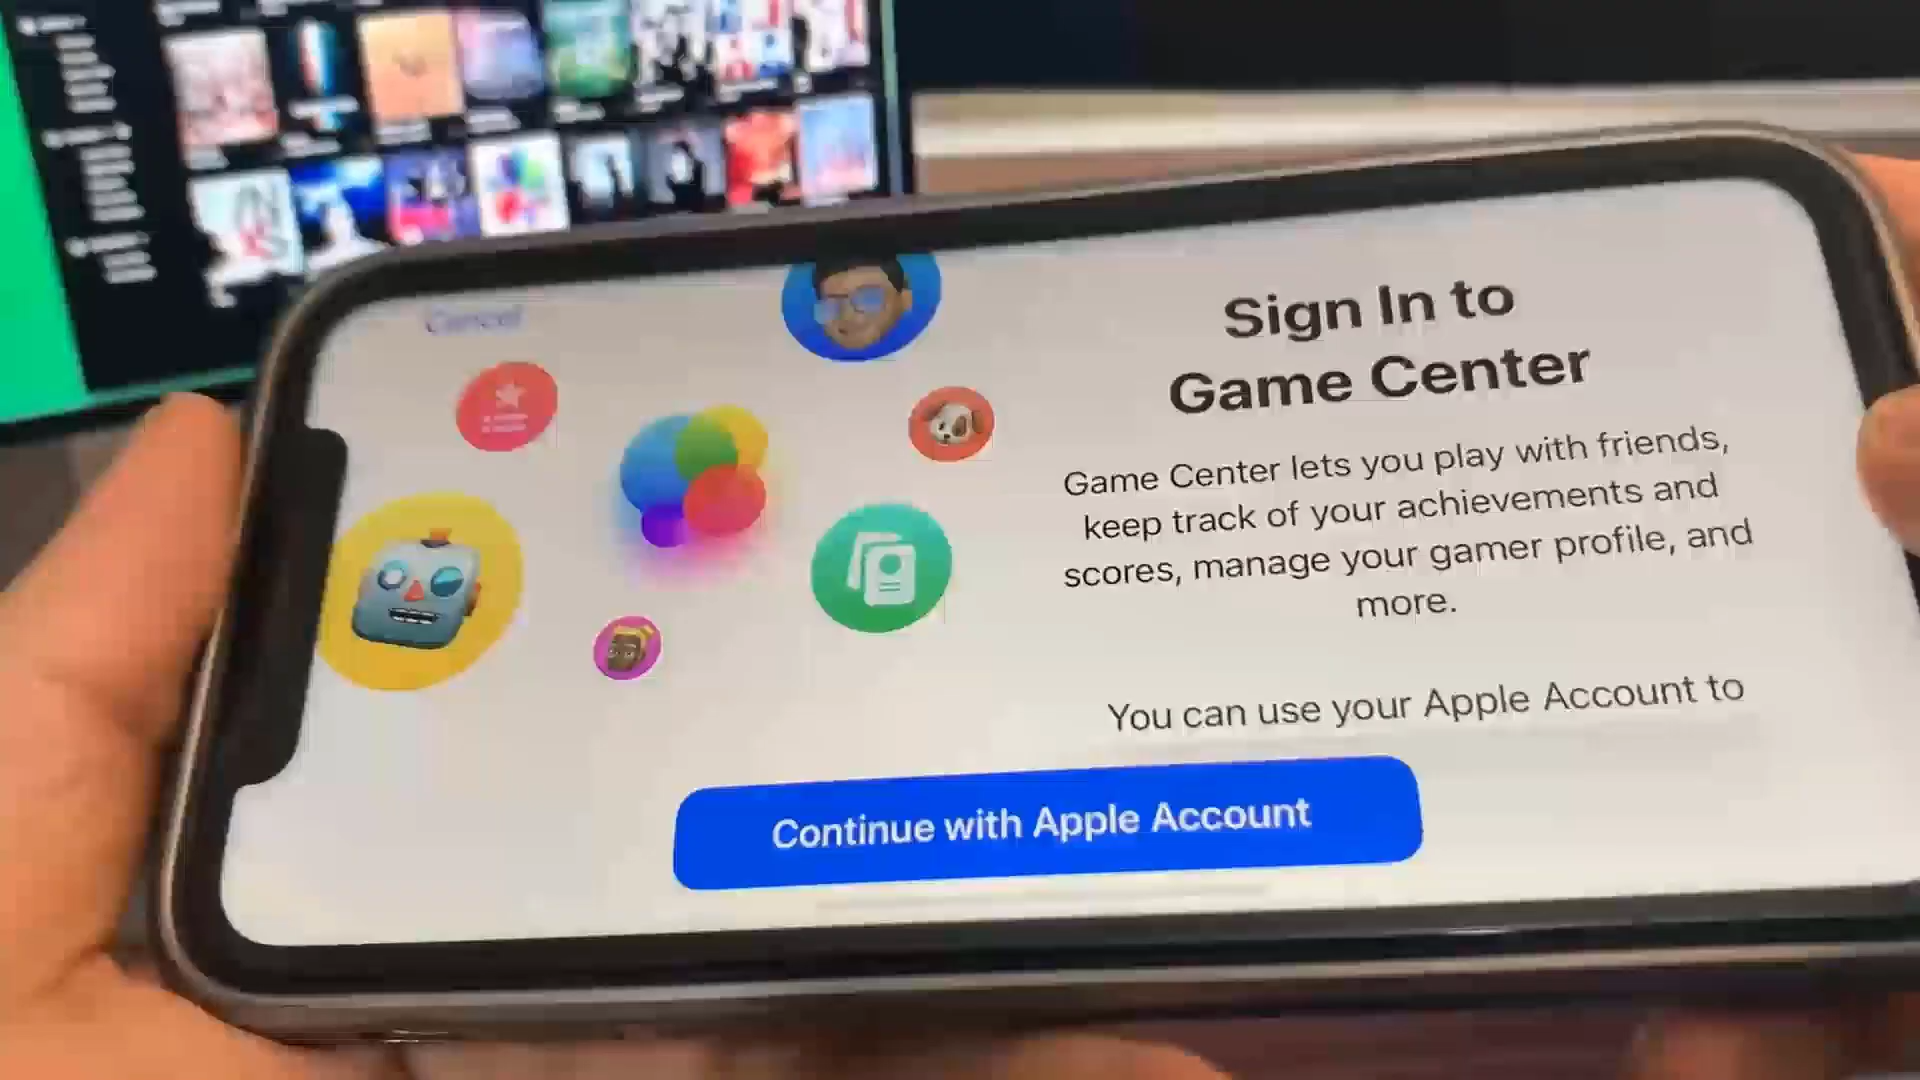 Cancel
Sign In to
Game Center
Game Center lets you play with friends,
keep track of your achievements and
scores, manage your gamer profile, and
more.
You can use your Apple Account to
Continue with Apple Account